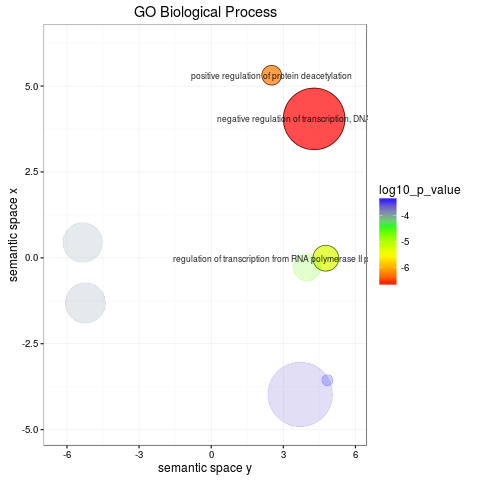 GO Biological Process
positive regulation of protein deacetylation
negative regulation of transcription, DNA
regulation of transcription from RNA polymerase II p
semantic space x
5.0
2.5
0.0
-2.5
-5.0
-6
-3
0
3
6
semantic space y
log10_p_value
-4
-5
-6